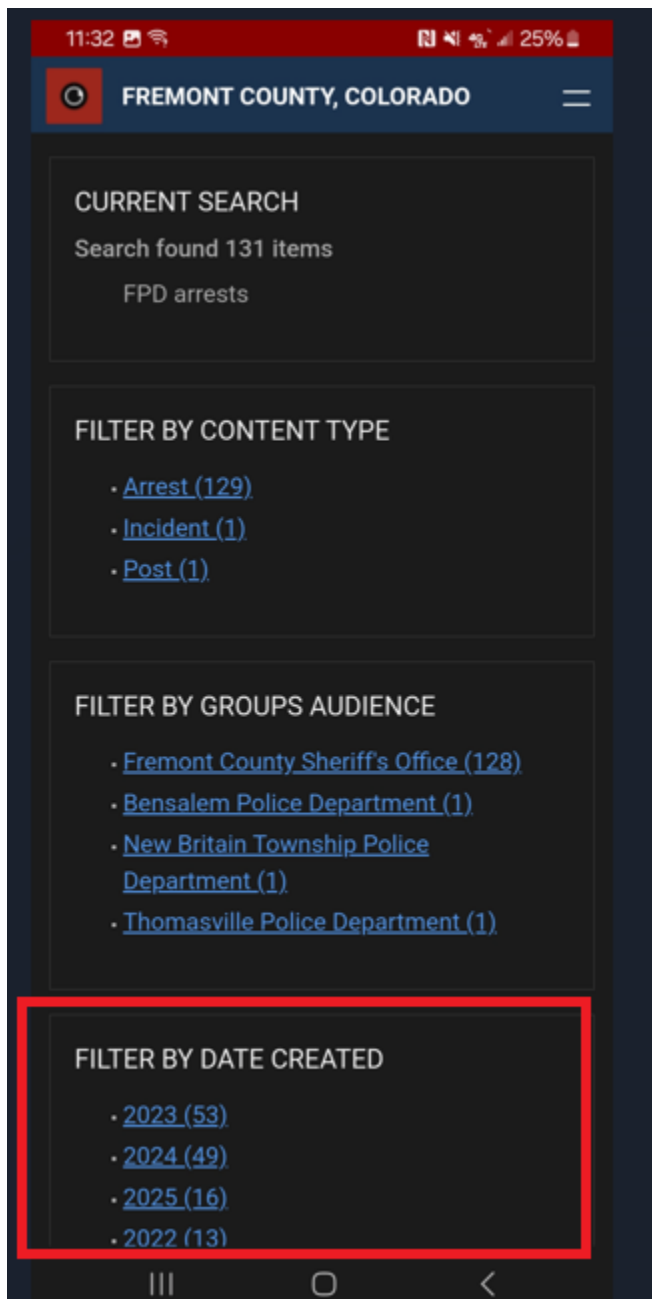 11:32 25%
FREMONT COUNTY, COLORADO
CURRENT SEARCH
Search found 131 items
FPD arrests
FILTER BY CONTENT TYPE
Arrest (129)
Incident (1)
Post (1)
FILTER BY GROUPS AUDIENCE
Fremont County Sheriff's Office (128)
Bensalem Police Department (1)
New Britain Township Police
Department (1)
Thomasville Police Department (1)
FILTER BY DATE CREATED
2023 (53)
2024 (49)
2025 (16)
2022 (13)